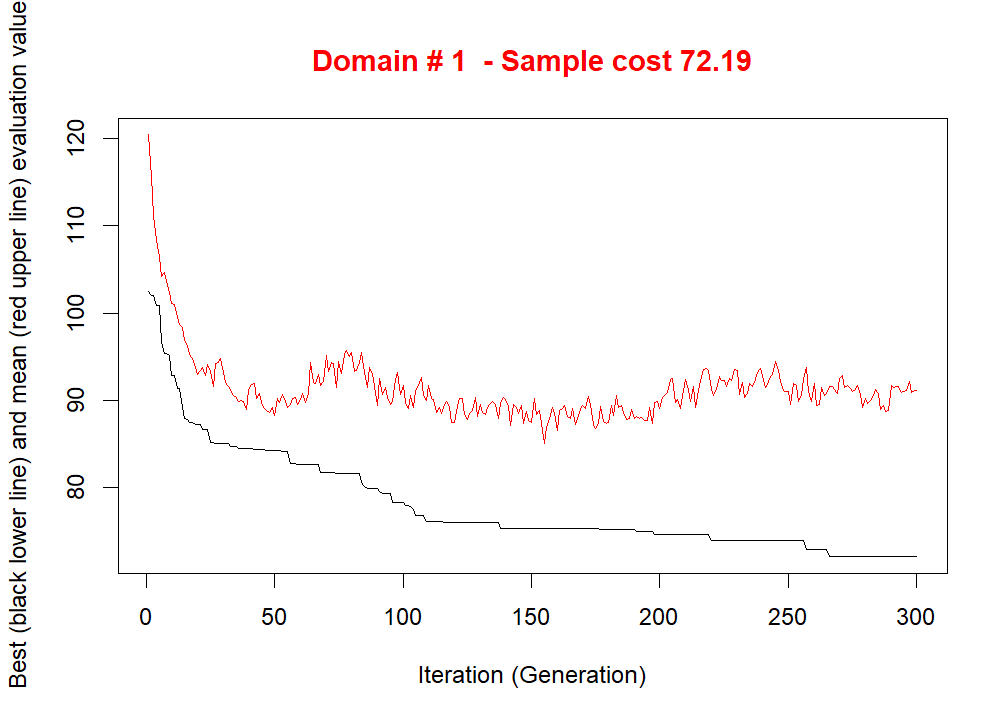 Domain # 1  - Sample cost 72.19
Best (black lower line) and mean (red upper line) evaluation value
120
110
100
90
80
0 50 100 150 200 250 300
Iteration (Generation)